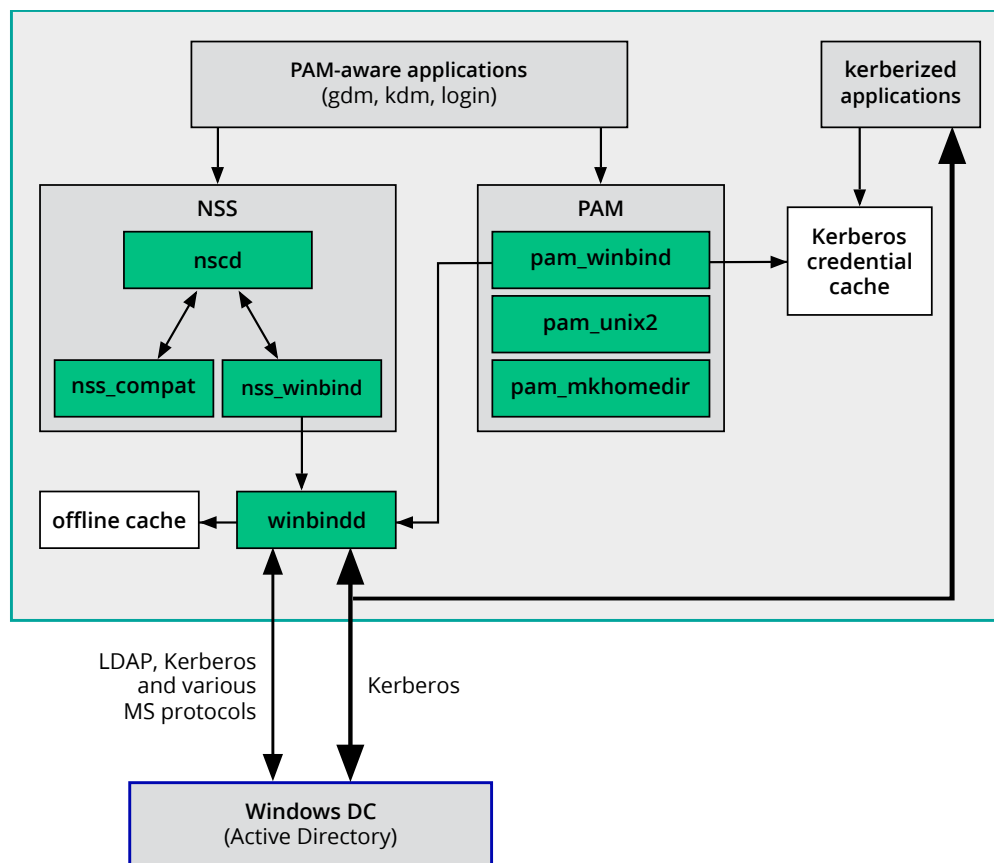 PAM-aware applications
(gdm, kdm, login)
kerberized
applications
NSS
PAM
nscd
pam_winbind
Kerberos
credential
cache
pam_unix2
nss_compat
nss_winbind
pam_mkhomedir
offline cache
winbindd
LDAP, Kerberos
and various
MS protocols
Kerberos
Windows DC
(Active Directory)